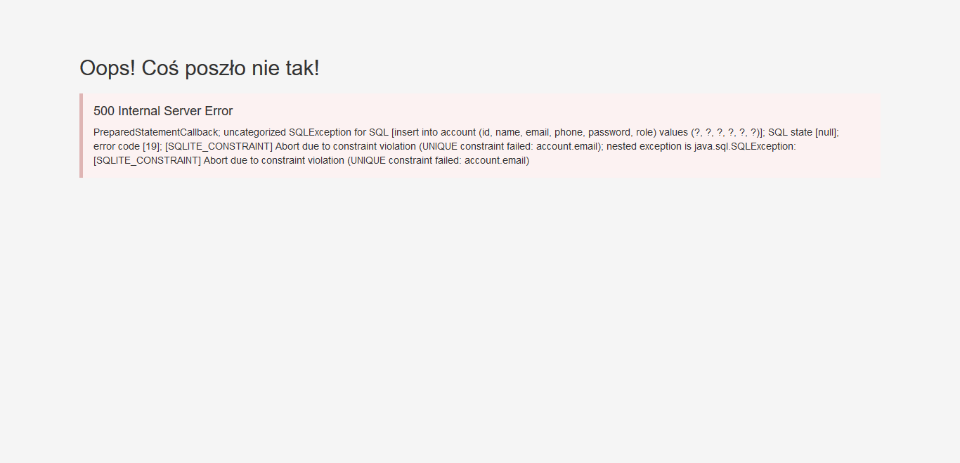 Oops! Coś poszło nie tak!
500 Internal Server Error
PreparedStatementCallback; uncategorized SQLException for SQL [insert into account (id, name, email, phone, password, role) values (?, ?, ?, ?, ?, ?)]; SQL state [null];
error code [19]; [SQLITE_CONSTRAINT] Abort due to constraint violation (UNIQUE constraint failed: account.email); nested exception is java.sql.SQLException:
[SQLITE_CONSTRAINT] Abort due to constraint violation (UNIQUE constraint failed: account.email)